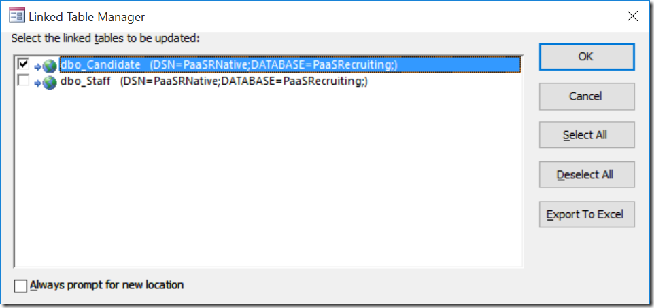 Linked Table Manager
Select the linked tables to be updated:
dbo_Candidate (DSN=PaaSRNative;DATABASE=PaaSRecruiting;)
dbo_Staff (DSN=PaaSRNative;DATABASE=PaaSRecruiting;)
OK
Cancel
Select All
Deselect All
Export To Excel
Always prompt for new location